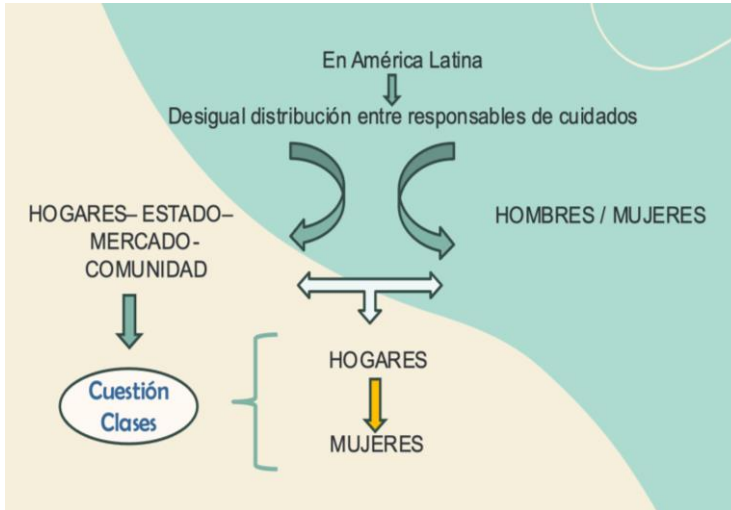 En América Latina
Desigual distribución entre responsables de cuidados
HOGARES– ESTADO–
MERCADO-
COMUNIDAD
HOMBRES / MUJERES
Cuestión
Clases
HOGARES
MUJERES